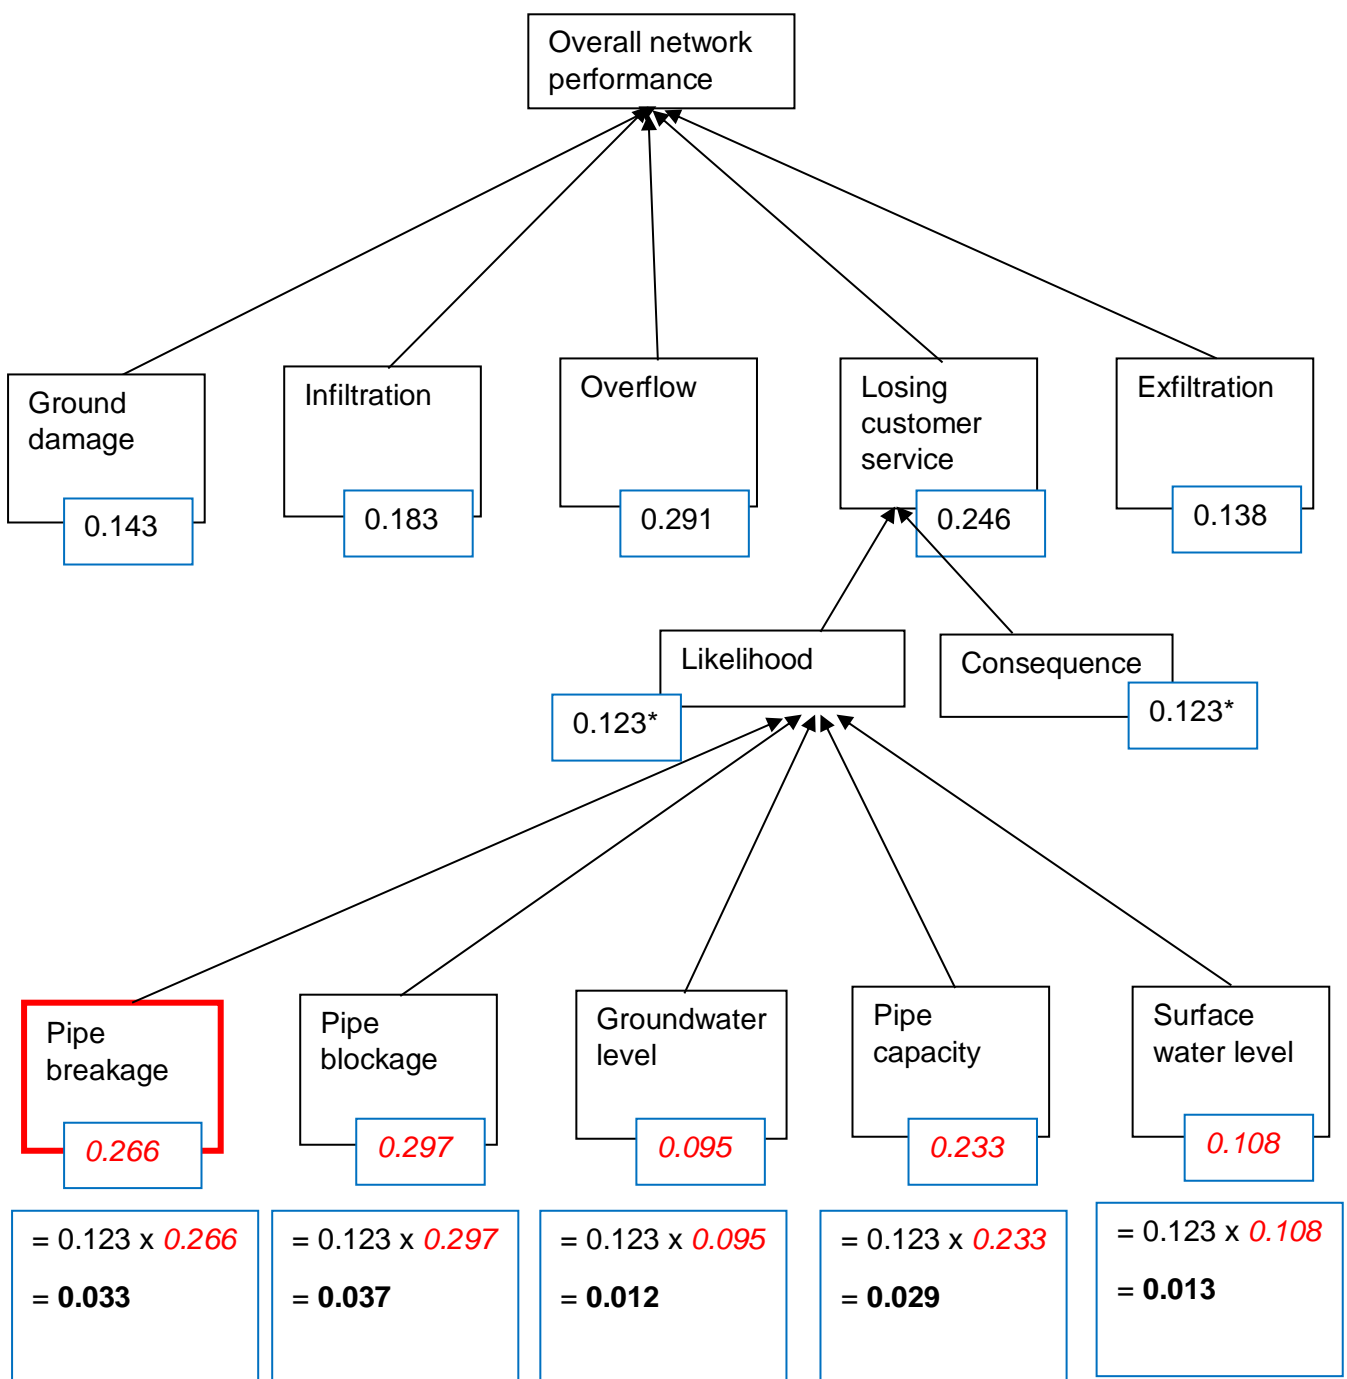 Overall network
performance
Ground
damage
0.143
Infiltration
0.183
Overflow
0.291
Losing
customer
service
0.246
Exfiltration
0.138
Likelihood
0.123*
Consequence
0.123*
Pipe
breakage
0.266
Pipe
blockage
0.297
Groundwater
level
0.095
Pipe
capacity
0.233
Surface
water level
0.108
= 0.123 x 0.266
= 0.033
= 0.123 x 0.297
= 0.037
= 0.123 x 0.095
= 0.012
= 0.123 x 0.233
= 0.029
= 0.123 x 0.108
= 0.013